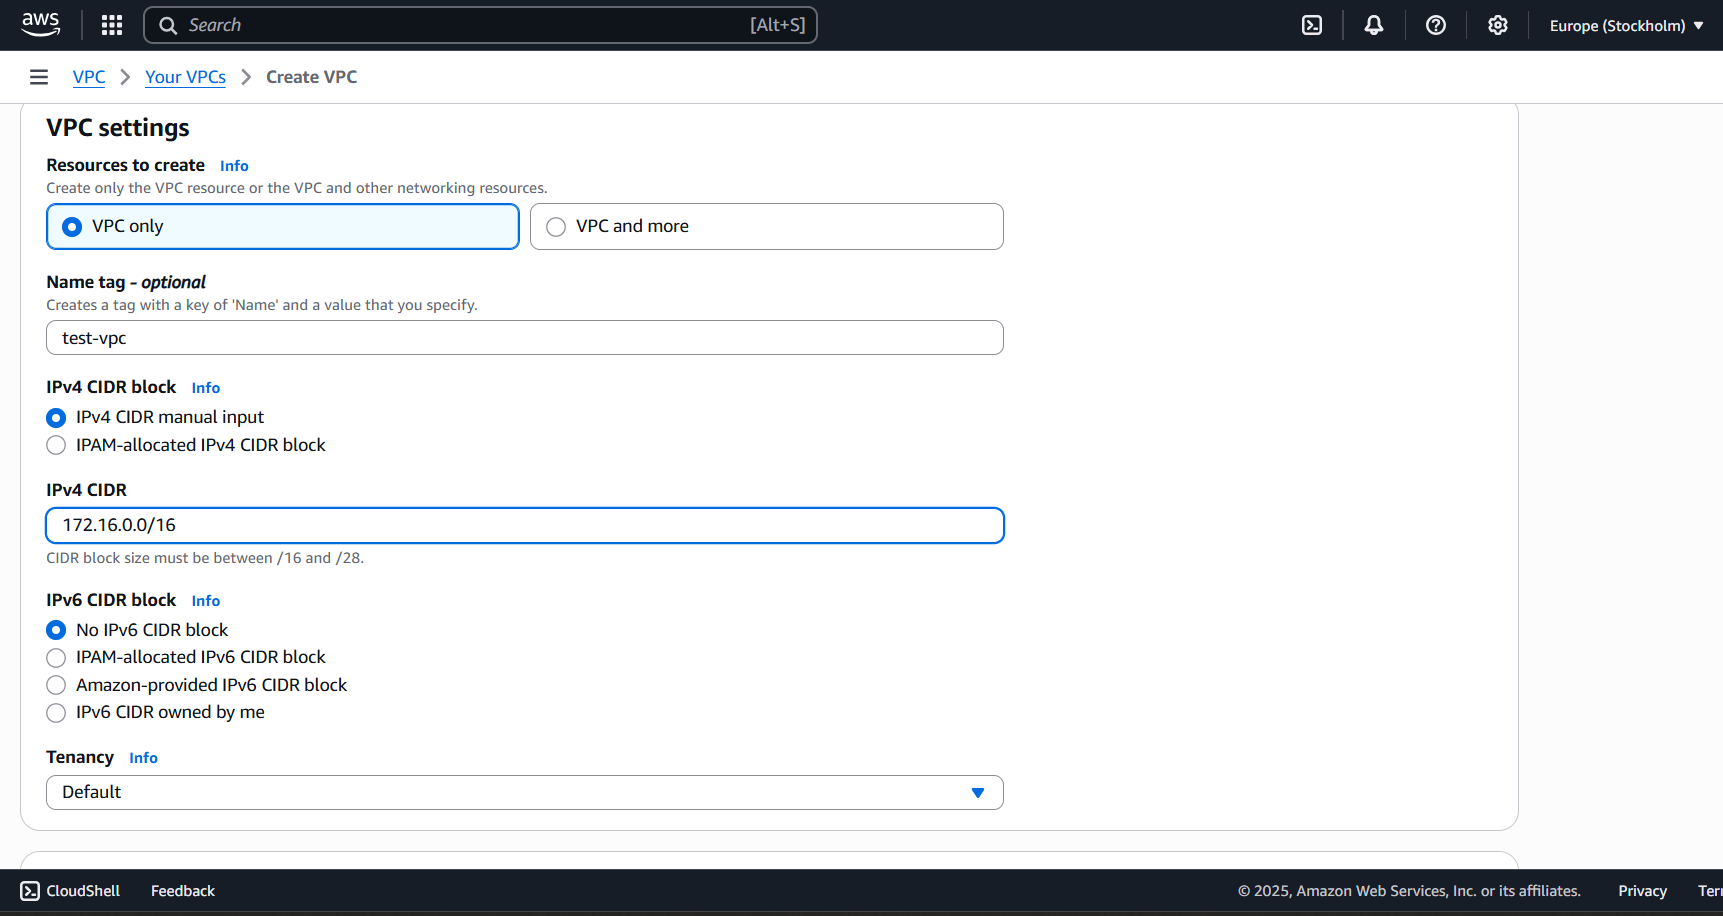 aws Search [Alt+S] Europe (Stockholm)
VPC Your VPCs Create VPC
VPC settings
Resources to create Info
Create only the VPC resource or the VPC and other networking resources.
VPC only VPC and more
Name tag - optional
Creates a tag with a key of 'Name' and a value that you specify.
test-vpc
IPv4 CIDR block Info
IPv4 CIDR manual input
IPAM-allocated IPv4 CIDR block
IPv4 CIDR
172.16.0.0/16
CIDR block size must be between /16 and /28.
IPv6 CIDR block Info
No IPv6 CIDR block
IPAM-allocated IPv6 CIDR block
Amazon-provided IPv6 CIDR block
IPv6 CIDR owned by me
Tenancy Info
Default
CloudShell Feedback © 2025, Amazon Web Services, Inc. or its affiliates. Privacy